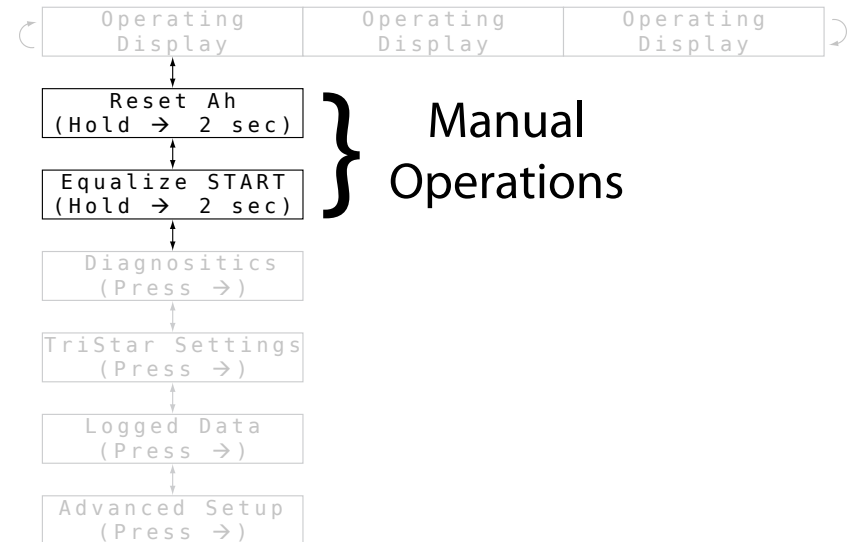 Operating Operating Operating
Display Display Display
Reset Ah
(Hold → 2 sec)
Equalize START
(Hold → 2 sec)
} Manual
Operations
Diagnositics
(Press →)
TriStar Settings
(Press →)
Logged Data
(Press →)
Advanced Setup
(Press →)